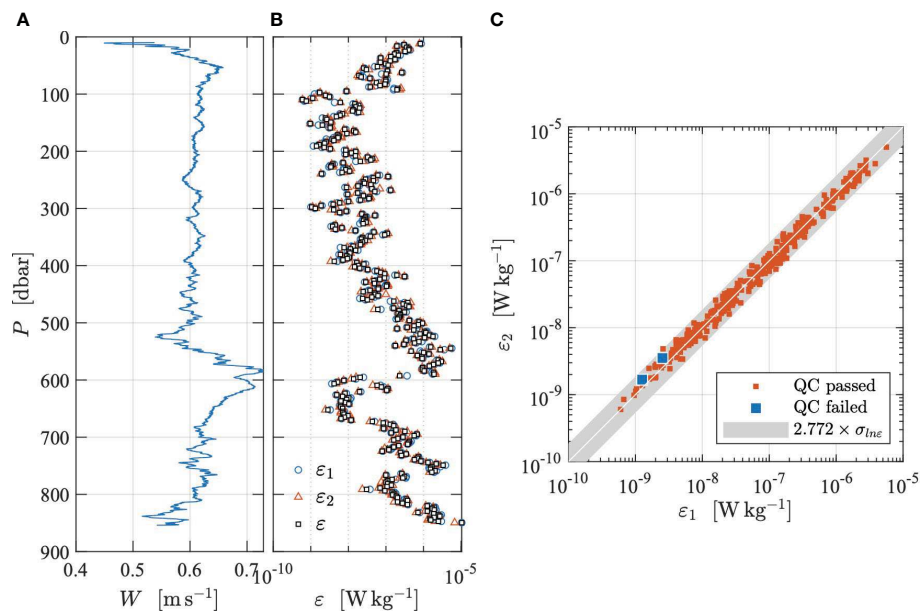 A
B
C
0
100
200
300
400
500
600
700
800
900
P [dbar]
0.4
0.5
0.6
0.7
W [m s⁻¹]
ε₁
ε₂
ε
10⁻¹⁰
10⁻⁵
ε [W kg⁻¹]
10⁻⁵
10⁻⁶
10⁻⁷
10⁻⁸
10⁻⁹
10⁻¹⁰
ε₂ [W kg⁻¹]
QC passed
QC failed
2.772 × σ_{lnε}
10⁻¹⁰
10⁻⁹
10⁻⁸
10⁻⁷
10⁻⁶
10⁻⁵
ε₁ [W kg⁻¹]